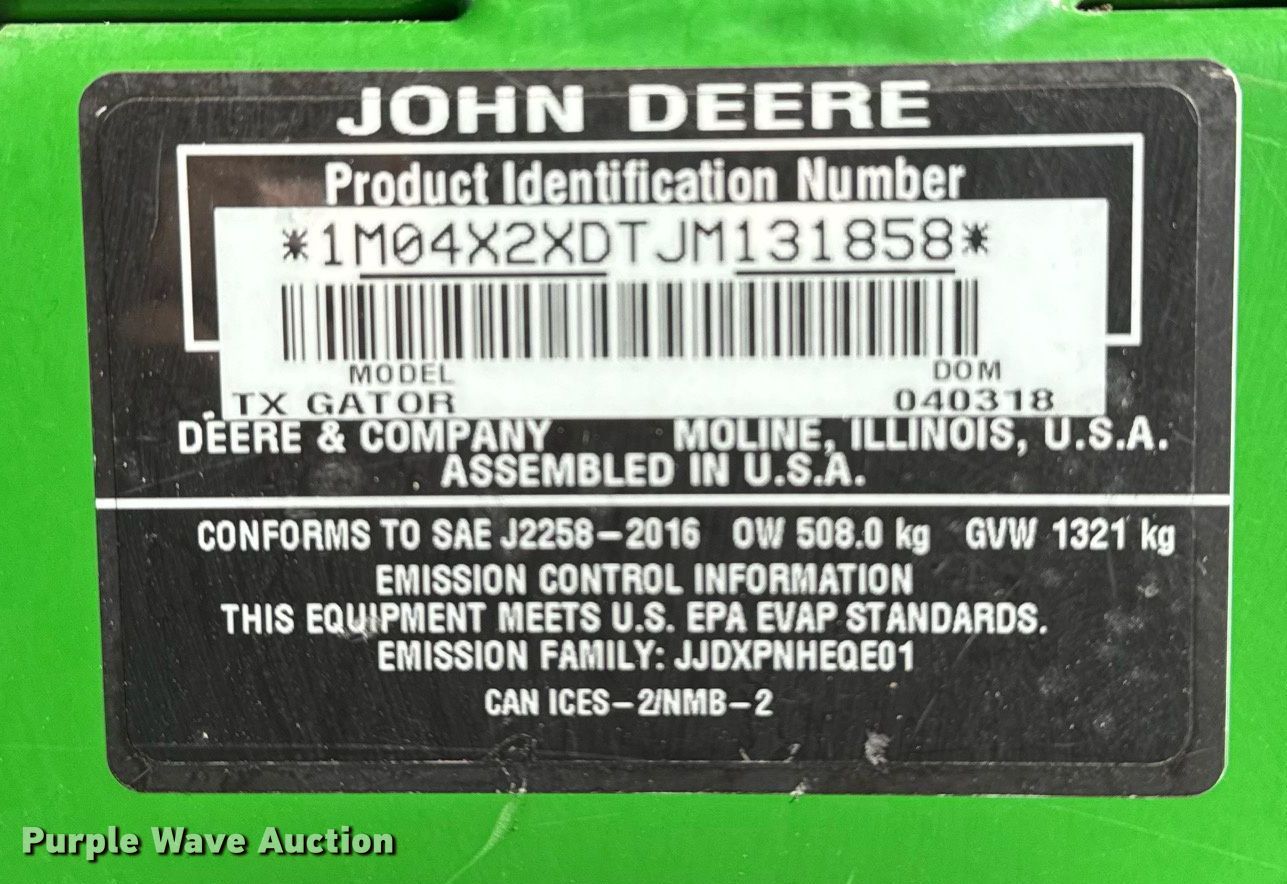 JOHN DEERE
Product Identification Number
*1M04X2XDTJM131858*
MODEL DOM
TX GATOR 040318
DEERE & COMPANY MOLINE, ILLINOIS, U.S.A.
ASSEMBLED IN U.S.A.
CONFORMS TO SAE J2258-2016 OW 508.0 kg GVW 1321 kg
EMISSION CONTROL INFORMATION
THIS EQUIPMENT MEETS U.S. EPA EVAP STANDARDS.
EMISSION FAMILY: JJDXPNHEQE01
CAN ICES-2/NMB-2
Purple Wave Auction